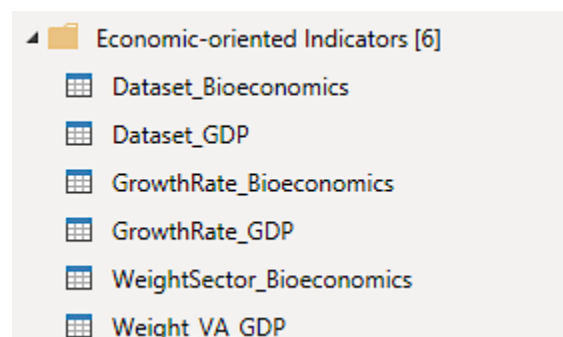 Economic-oriented Indicators [6]
Dataset_Bioeconomics
Dataset_GDP
GrowthRate_Bioeconomics
GrowthRate_GDP
WeightSector_Bioeconomics
Weight_VA_GDP